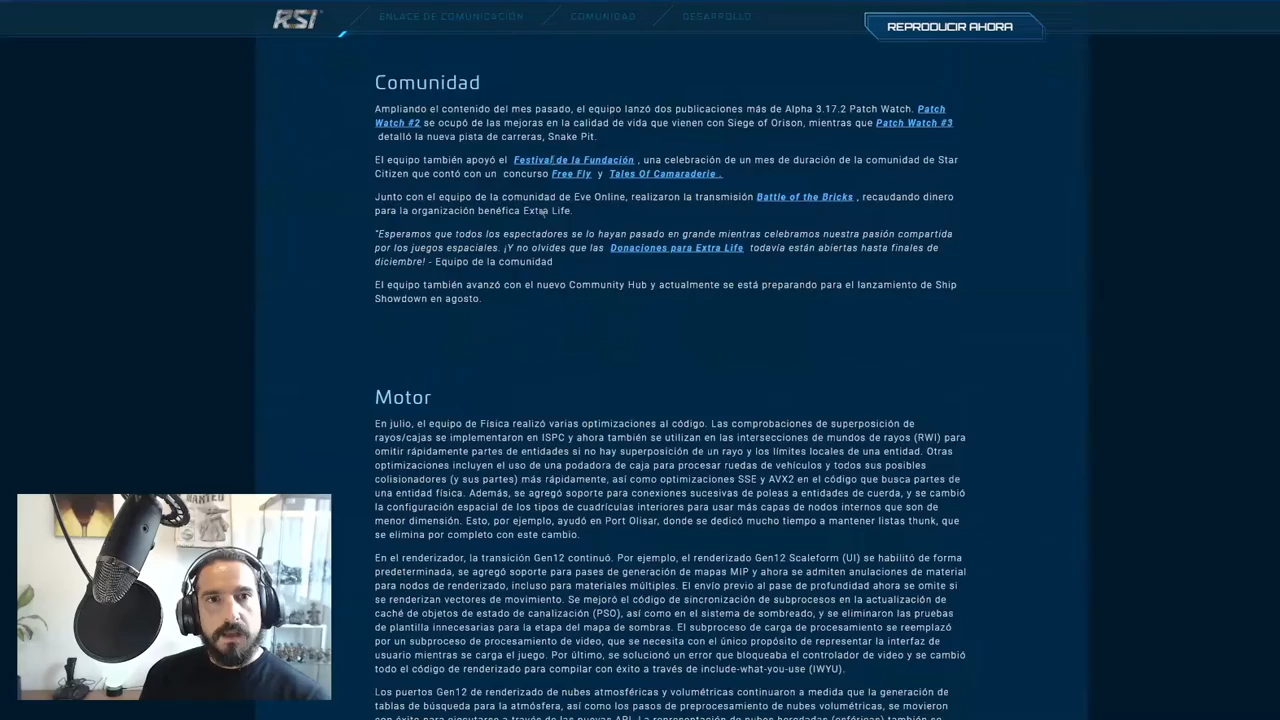 RSI
ENLACE DE COMUNICACIÓN
COMUNIDAD
DESARROLLO
REPRODUCIR AHORA
Comunidad
Ampliando el contenido del mes pasado, el equipo lanzó dos publicaciones más de Alpha 3.17.2 Patch Watch. Patch
Watch #2 se ocupó de las mejoras en la calidad de vida que vienen con Siege of Orison, mientras que Patch Watch #3
detalló la nueva pista de carreras, Snake Pit.
El equipo también apoyó el Festival de la Fundación , una celebración de un mes de duración de la comunidad de Star
Citizen que contó con un concurso Free Fly y Tales Of Camaraderie .
Junto con el equipo de la comunidad de Eve Online, realizaron la transmisión Battle of the Bricks , recaudando dinero
para la organización benéfica Extra Life.
"Esperamos que todos los espectadores se lo hayan pasado en grande mientras celebramos nuestra pasión compartida
por los juegos espaciales. ¡Y no olvides que las Donaciones para Extra Life todavía están abiertas hasta finales de
diciembre! - Equipo de la comunidad
El equipo también avanzó con el nuevo Community Hub y actualmente se está preparando para el lanzamiento de Ship
Showdown en agosto.
Motor
En julio, el equipo de Física realizó varias optimizaciones al código. Las comprobaciones de superposición de
rayos/cajas se implementaron en ISPC y ahora también se utilizan en las intersecciones de mundos de rayos (RWI) para
omitir rápidamente partes de entidades si no hay superposición de un rayo y los límites locales de una entidad. Otras
optimizaciones incluyen el uso de una podadora de caja para procesar ruedas de vehículos y todos sus posibles
colisionadores (y sus partes) más rápidamente, así como optimizaciones SSE y AVX2 en el código que busca partes de
una entidad física. Además, se agregó soporte para conexiones sucesivas de poleas a entidades de cuerda, y se cambió
la configuración espacial de los tipos de cuadrículas interiores para usar más capas de nodos internos que son de
menor dimensión. Esto, por ejemplo, ayudó en Port Olisar, donde se dedicó mucho tiempo a mantener listas thunk, que
se elimina por completo con este cambio.
En el renderizador, la transición Gen12 continuó. Por ejemplo, el renderizado Gen12 Scaleform (UI) se habilitó de forma
predeterminada, se agregó soporte para pases de generación de mapas MIP y ahora se admiten anulaciones de material
para nodos de renderizado, incluso para materiales múltiples. El envío previo al pase de profundidad ahora se omite si
se renderizan vectores de movimiento. Se mejoró el código de sincronización de subprocesos en la actualización de
caché de objetos de estado de canalización (PSO), así como en el sistema de sombreado, y se eliminaron las pruebas
de plantilla innecesarias para la etapa del mapa de sombras. El subproceso de carga de procesamiento se reemplazó
por un subproceso de procesamiento de video, que se necesita con el único propósito de representar la interfaz de
usuario mientras se carga el juego. Por último, se solucionó un error que bloqueaba el controlador de video y se cambió
todo el código de renderizado para compilar con éxito a través de include-what-you-use (IWYU).
Los puertos Gen12 de renderizado de nubes atmosféricas y volumétricas continuaron a medida que la generación de
tablas de búsqueda para la atmósfera, así como los pasos de preprocesamiento de nubes volumétricas, se movieron
WANTED